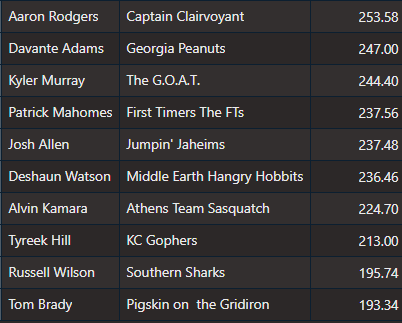 Aaron Rodgers Captain Clairvoyant 253.58
Davante Adams Georgia Peanuts 247.00
Kyler Murray The G.O.A.T. 244.40
Patrick Mahomes First Timers The FTs 237.56
Josh Allen Jumpin' Jaheims 237.48
Deshaun Watson Middle Earth Hangry Hobbits 236.46
Alvin Kamara Athens Team Sasquatch 224.70
Tyreek Hill KC Gophers 213.00
Russell Wilson Southern Sharks 195.74
Tom Brady Pigskin on the Gridiron 193.34